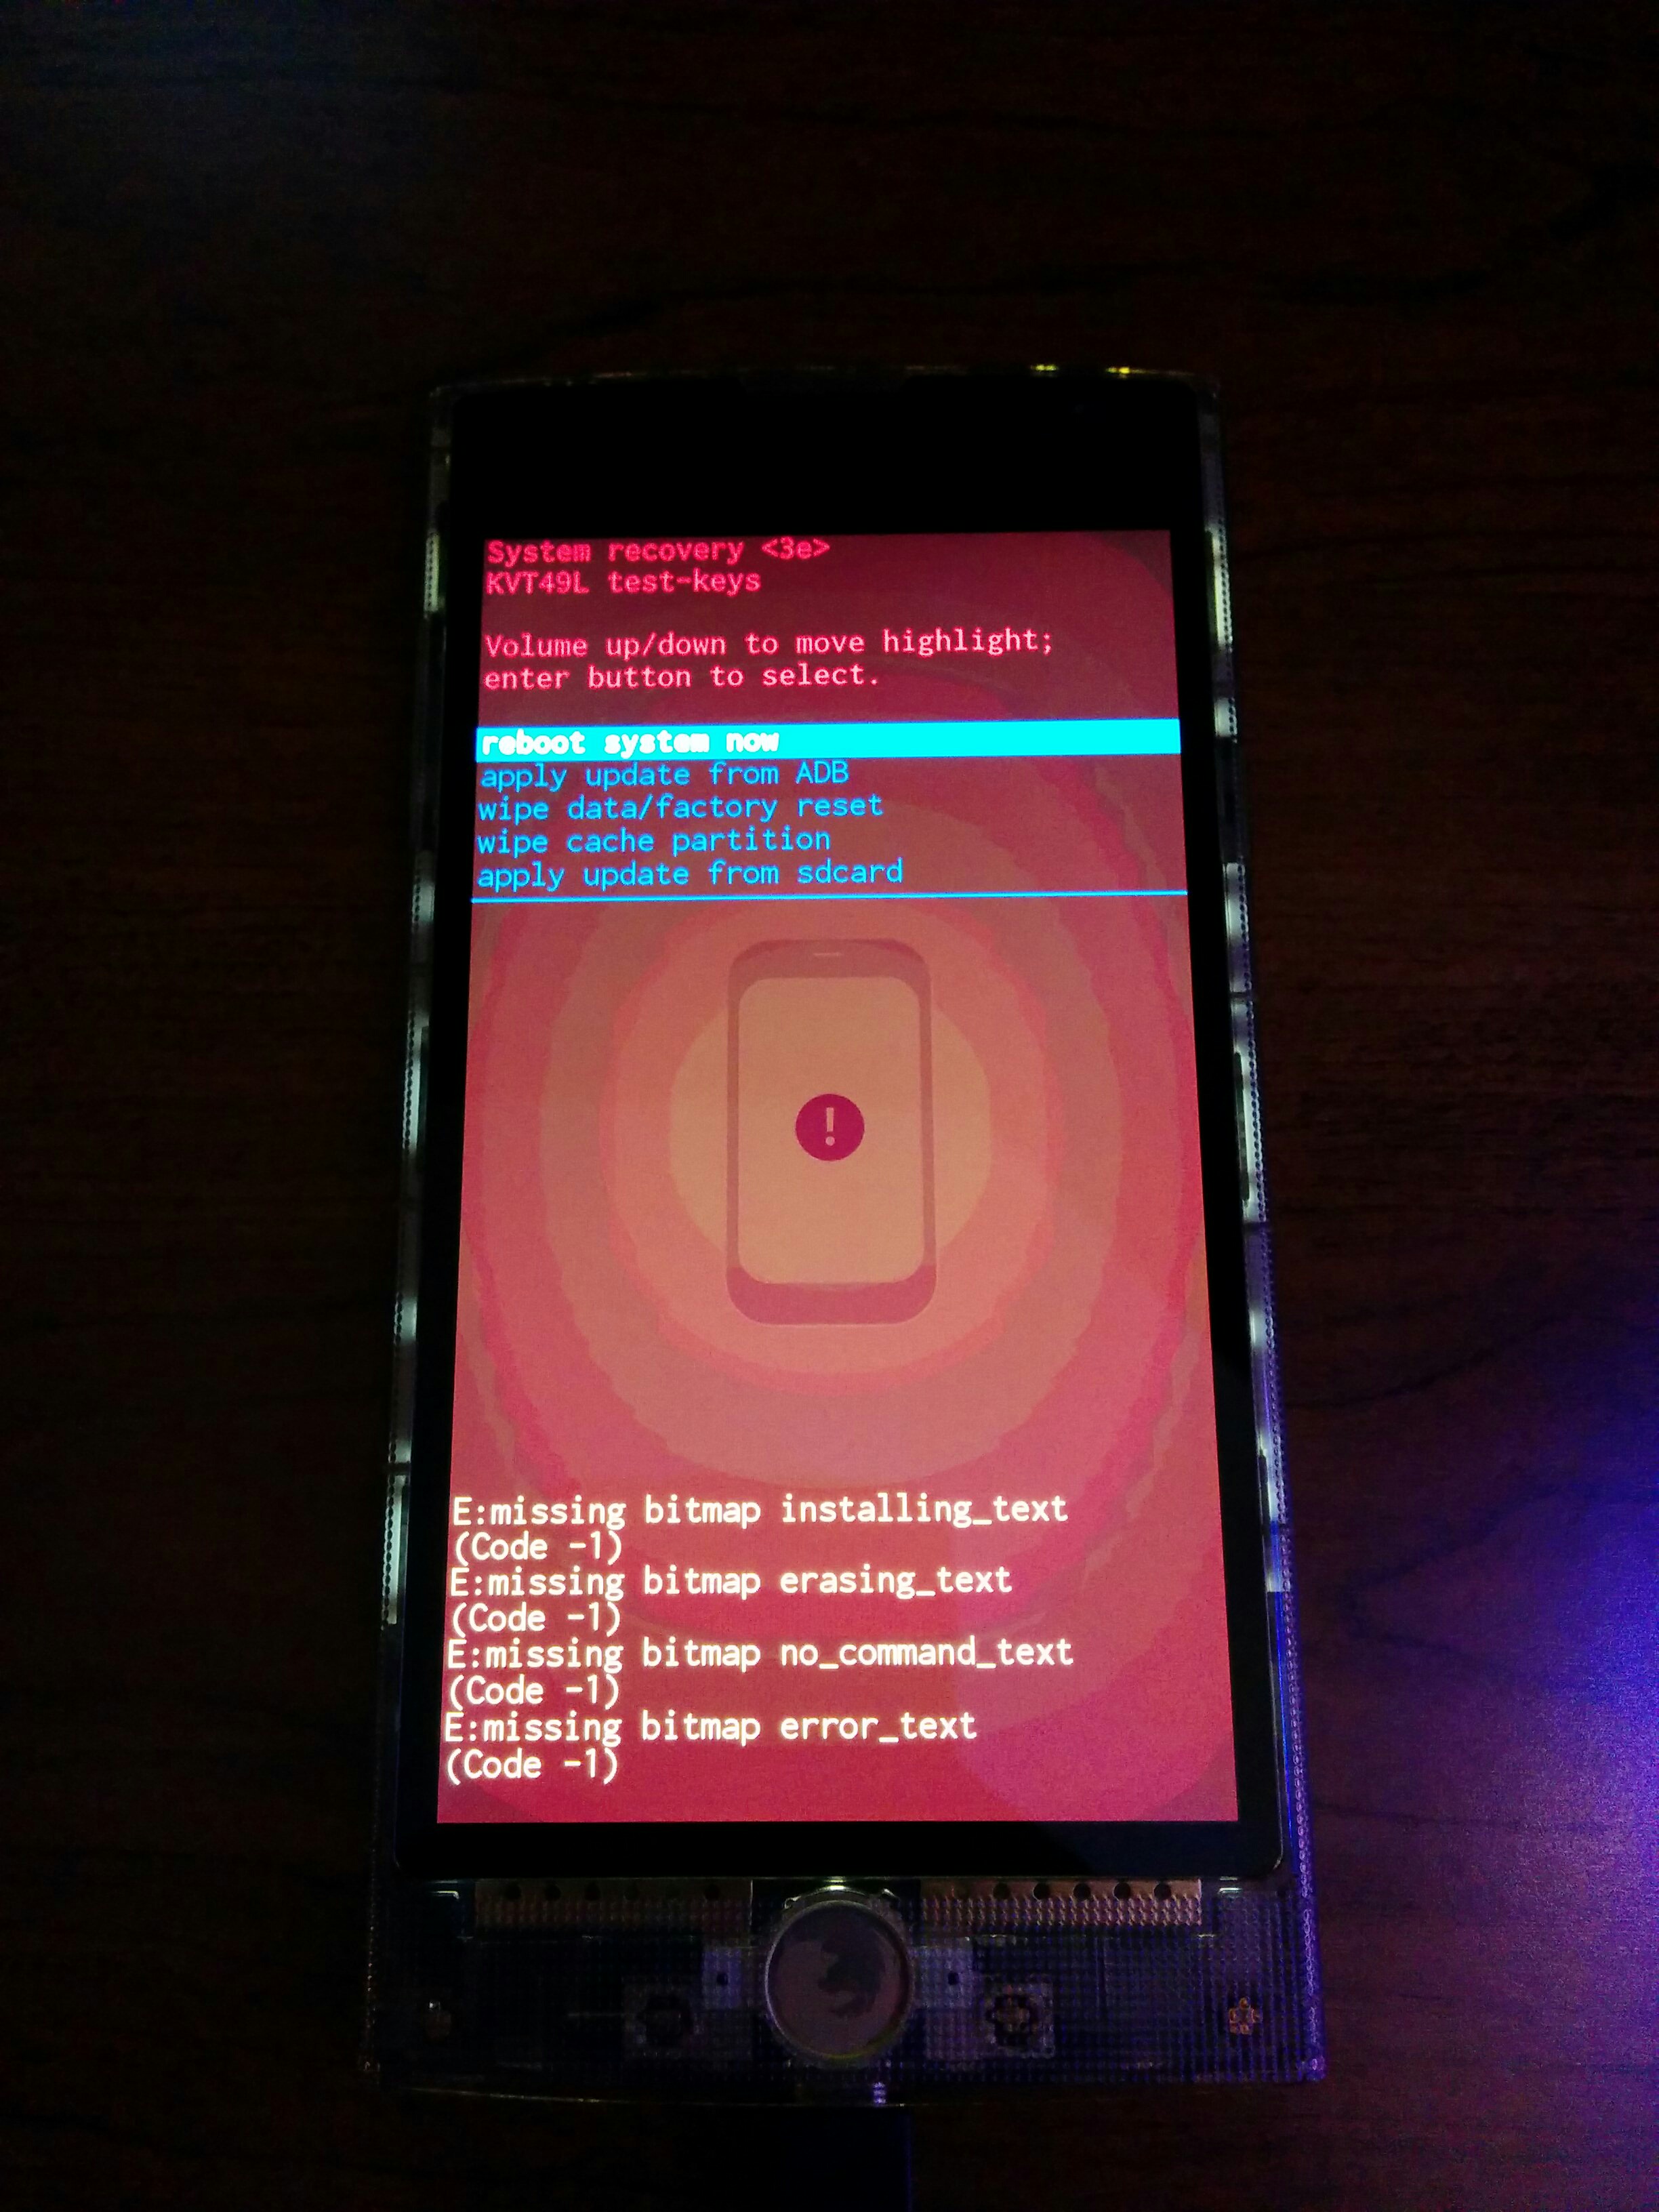 System recovery <3e>
KVT49L test-keys
Volume up/down to move highlight;
enter button to select.
reboot system now
apply update from ADB
wipe data/factory reset
wipe cache partition
apply update from sdcard
!
E:missing bitmap installing_text
(Code -1)
E:missing bitmap erasing_text
(Code -1)
E:missing bitmap no_command_text
(Code -1)
E:missing bitmap error_text
(Code -1)